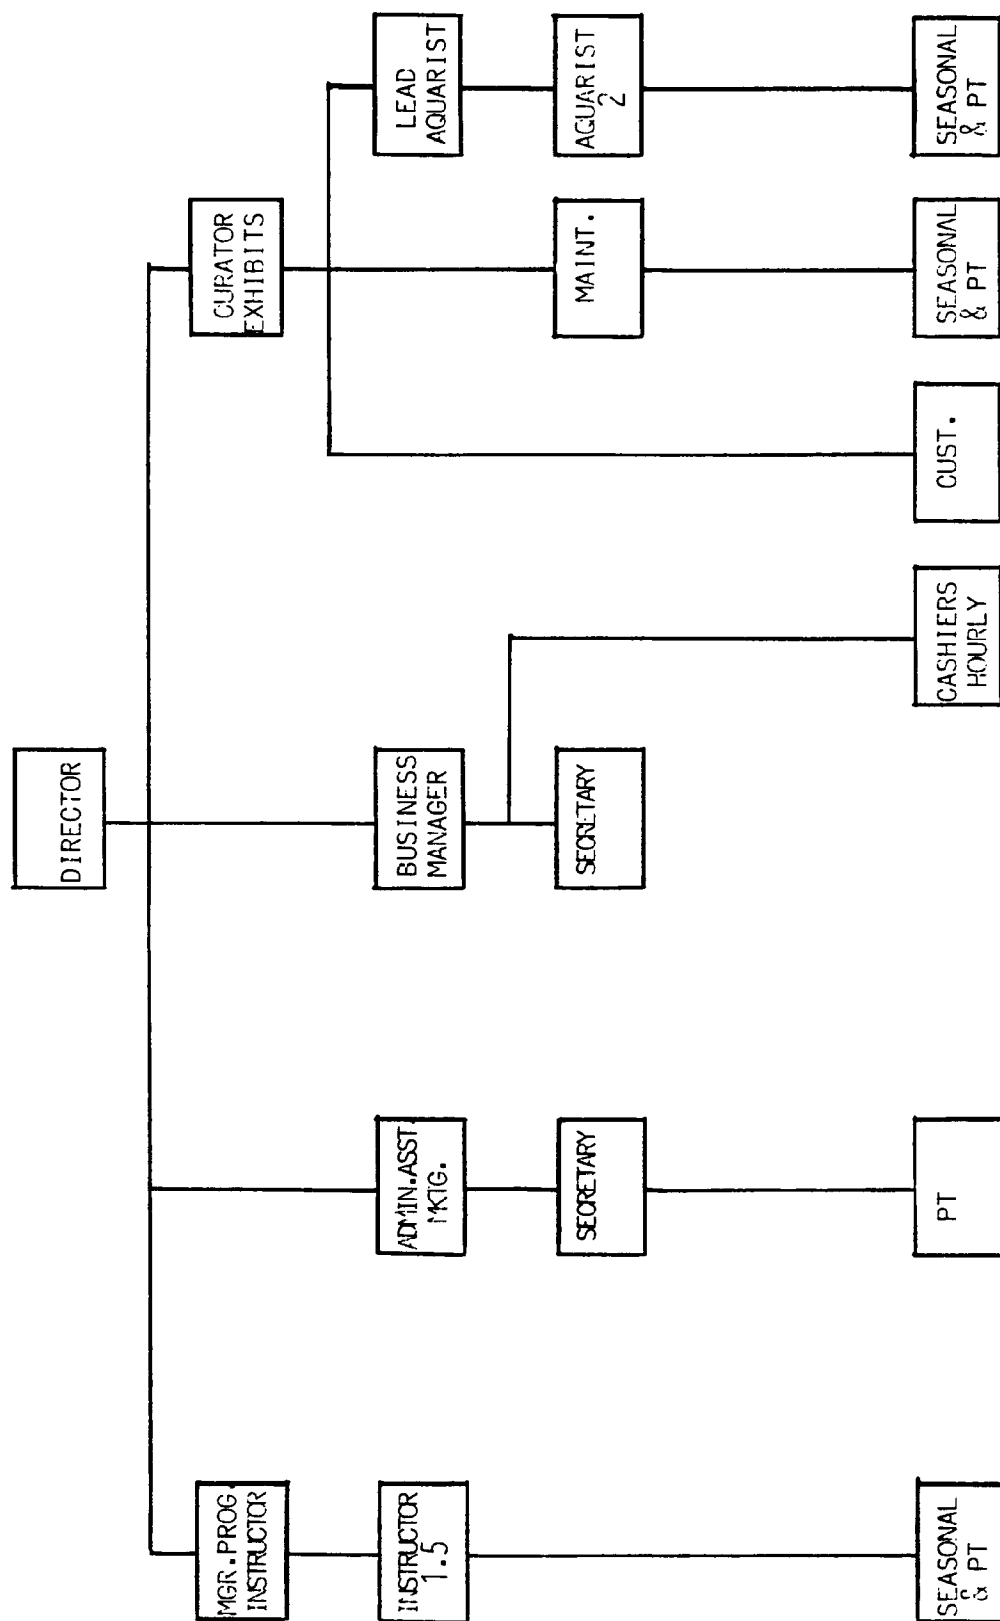 DIRECTOR
MGR.PROG.
INSTRUCTOR
CURATOR
EXHIBITS
INSTRUCTOR
1.5
ADMIN.ASST.
MKTG.
BUSINESS
MANAGER
LEAD
AQUARIST
SECRETARY
SECRETARY
MAINT.
AGUARIST
2
SEASONAL
& PT
PT
CASHIERS
HOURLY
CUST.
SEASONAL
& PT
SEASONAL
& PT